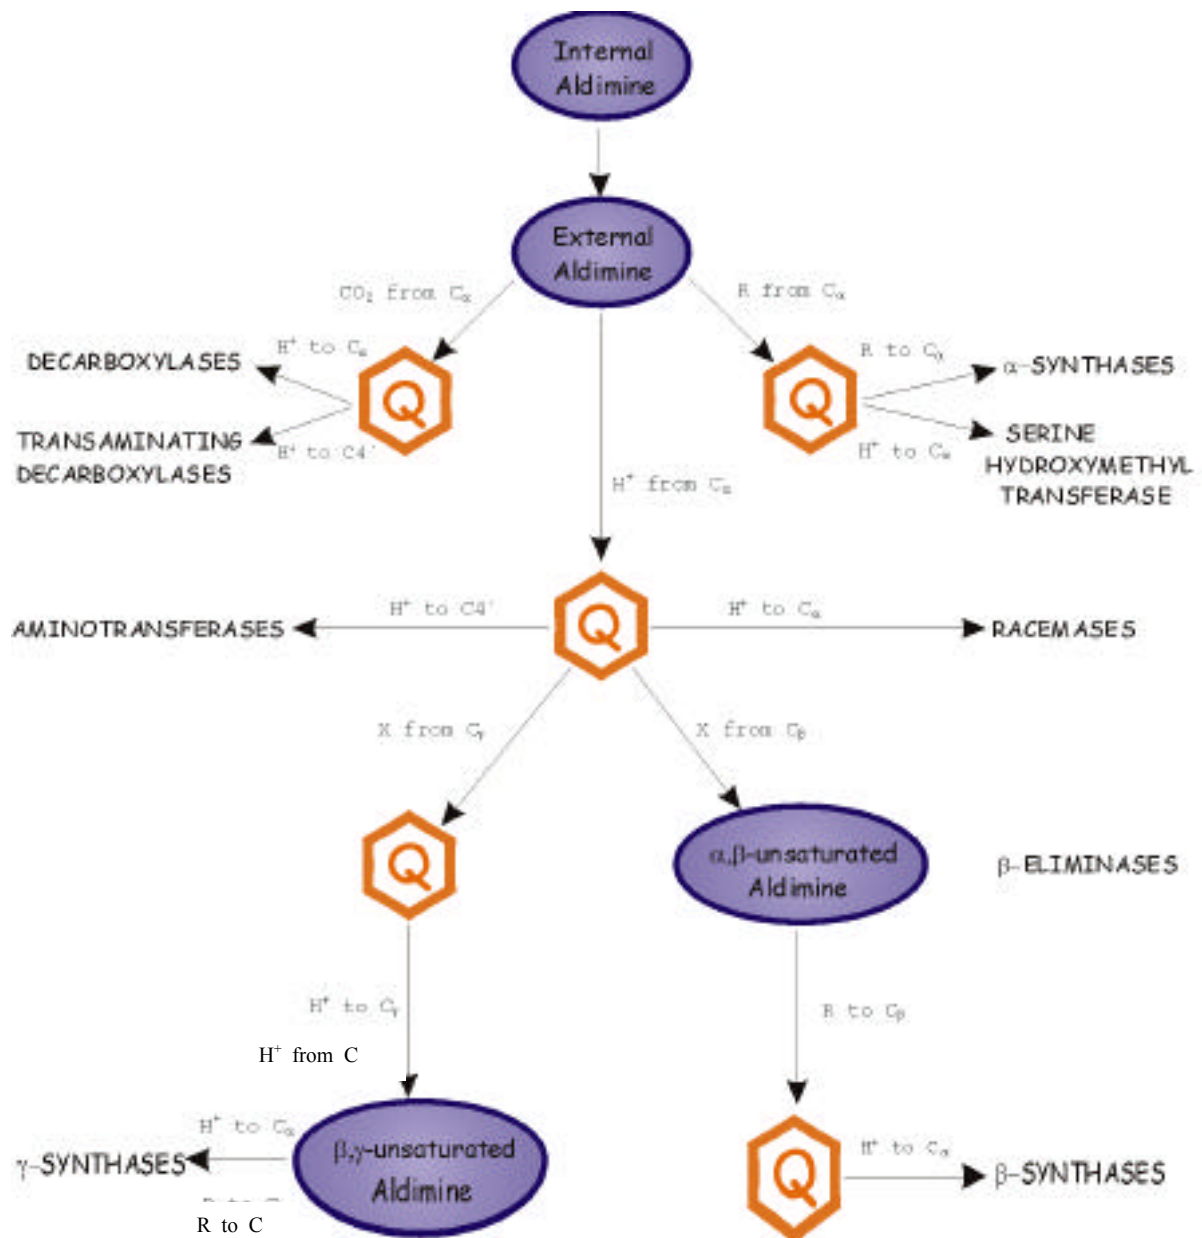 Internal
Aldimine
External
Aldimine
CO₂ from Cα
R from Cα
DECARBOXYLASES
H⁺ to Cα
Q
TRANSAMINATING
DECARBOXYLASES
H⁺ to C4'
Q
R to Cα
α-SYNTHASES
H⁺ to Cα
SERINE
HYDROXYMETHYL
TRANSFERASE
H⁺ from Cα
AMINOTRANSFERASES
H⁺ to C4'
Q
H⁺ to Cα
RACEMASES
X from Cγ
X from Cβ
Q
α,β-unsaturated
Aldimine
β-ELIMINASES
H⁺ to Cγ
H⁺ from C
R to Cβ
γ-SYNTHASES
H⁺ to Cα
R to C
β,γ-unsaturated
Aldimine
Q
H⁺ to Cα
β-SYNTHASES